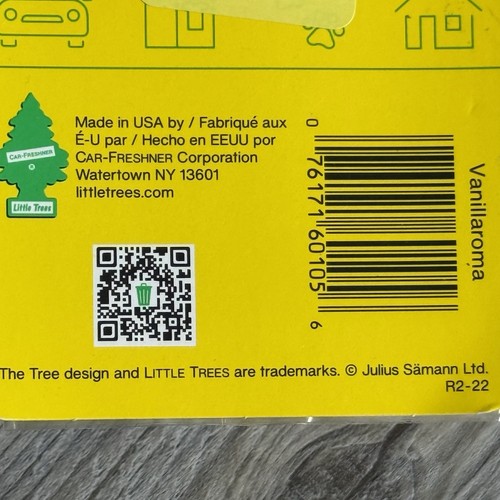 Made in USA by / Fabriqué aux
É-U par / Hecho en EEUU por
CAR-FRESHNER Corporation
Watertown NY 13601
littletrees.com
CAR-FRESHNER
Little Trees
0 76171 60105 6
Vanillaroma
The Tree design and LITTLE TREES are trademarks. © Julius Sämann Ltd.
R2-22